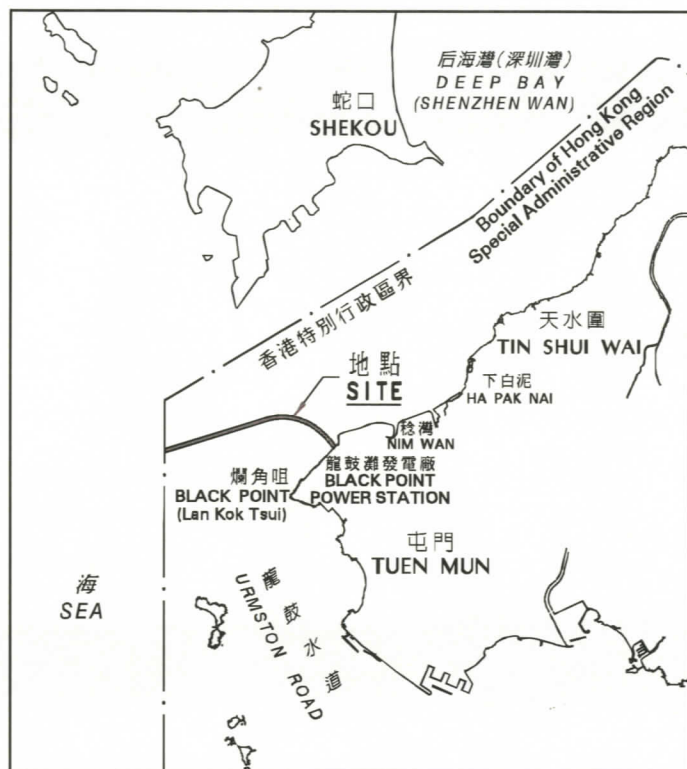 后海灣(深圳灣)
DEEP BAY
(SHENZHEN WAN)
蛇口
SHEKOU
Boundary of Hong Kong
Special Administrative Region
香港特別行政區界
天水圍
TIN SHUI WAI
地點
SITE
下白泥
HA PAK NAI
稔灣
NIM WAN
龍鼓灘發電廠
BLACK POINT
POWER STATION
爛角咀
BLACK POINT
(Lan Kok Tsui)
屯門
TUEN MUN
海
SEA
龍鼓水道
URMSTON ROAD